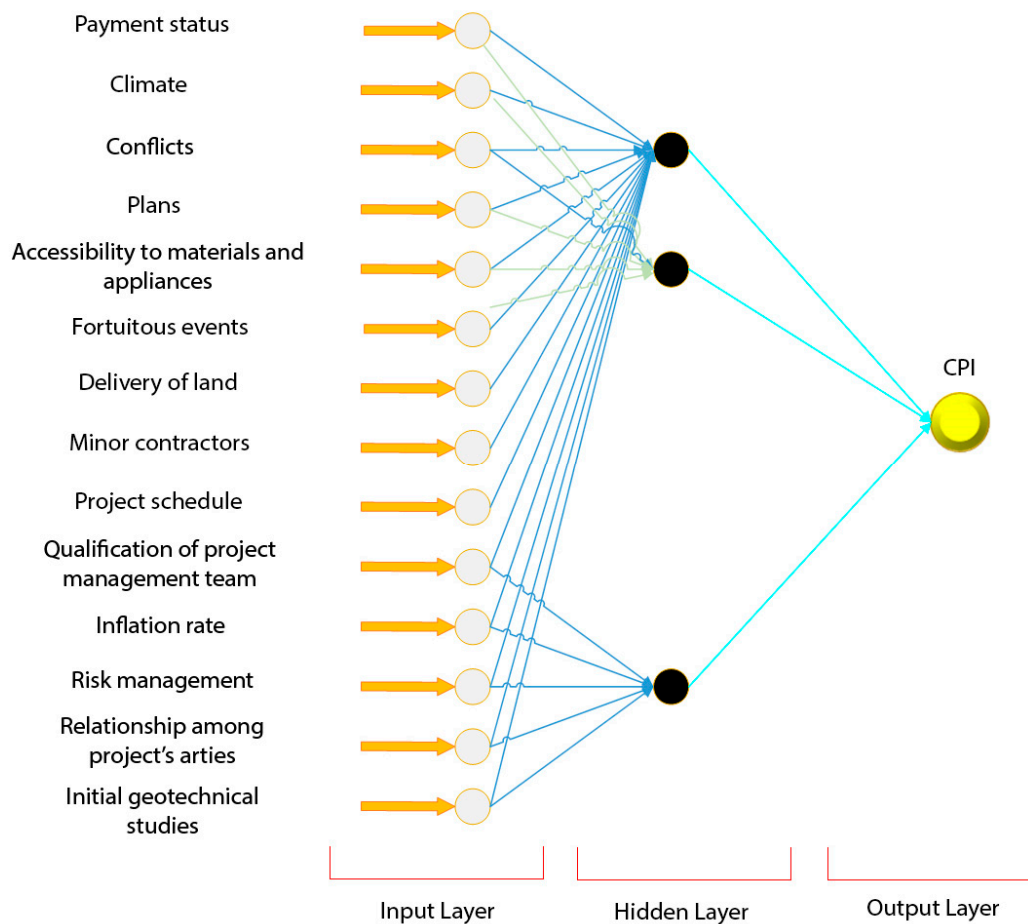 Payment status
Climate
Conflicts
Plans
Accessibility to materials and
appliances
Fortuitous events
Delivery of land
Minor contractors
Project schedule
Qualification of project
management team
Inflation rate
Risk management
Relationship among
project’s arties
Initial geotechnical
studies
CPI
Input Layer
Hidden Layer
Output Layer